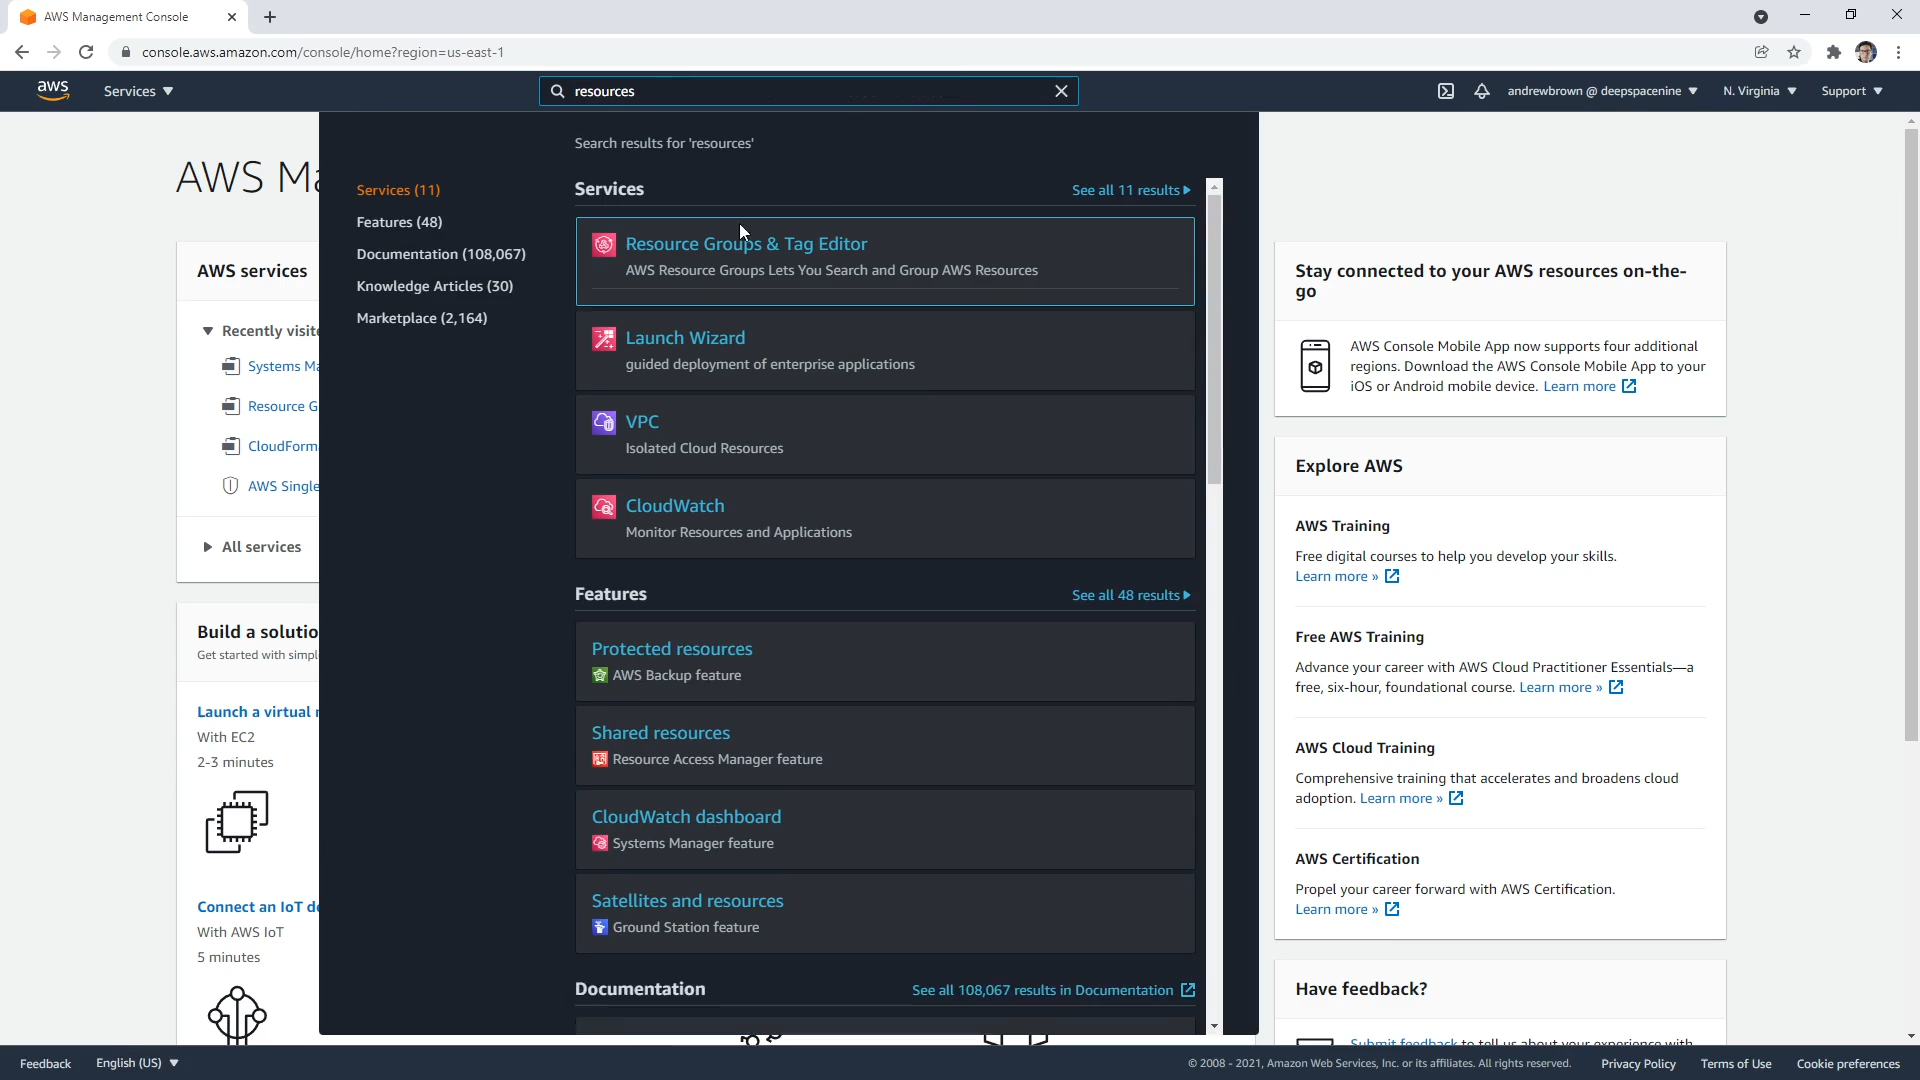 AWS Management Console
console.aws.amazon.com/console/home?region=us-east-1
aws
Services
resources
andrewbrown @ deepspacenine
N. Virginia
Support
AWS Ma
AWS services
Recently visite
Systems Ma
Resource G
CloudForm
AWS Single
All services
Build a solutio
Get started with simpl
Launch a virtual
With EC2
2-3 minutes
Connect an IoT de
With AWS IoT
5 minutes
Search results for 'resources'
Services (11)
Features (48)
Documentation (108,067)
Knowledge Articles (30)
Marketplace (2,164)
Services
See all 11 results
Resource Groups & Tag Editor
AWS Resource Groups Lets You Search and Group AWS Resources
Launch Wizard
guided deployment of enterprise applications
VPC
Isolated Cloud Resources
CloudWatch
Monitor Resources and Applications
Features
See all 48 results
Protected resources
AWS Backup feature
Shared resources
Resource Access Manager feature
CloudWatch dashboard
Systems Manager feature
Satellites and resources
Ground Station feature
Documentation
See all 108,067 results in Documentation
Stay connected to your AWS resources on-the-
go
AWS Console Mobile App now supports four additional
regions. Download the AWS Console Mobile App to your
iOS or Android mobile device. Learn more
Explore AWS
AWS Training
Free digital courses to help you develop your skills.
Learn more »
Free AWS Training
Advance your career with AWS Cloud Practitioner Essentials—a
free, six-hour, foundational course. Learn more »
AWS Cloud Training
Comprehensive training that accelerates and broadens cloud
adoption. Learn more »
AWS Certification
Propel your career forward with AWS Certification.
Learn more »
Have feedback?
Submit feedback to tell us about your experience with
Feedback
English (US)
© 2008 - 2021, Amazon Web Services, Inc. or its affiliates. All rights reserved.
Privacy Policy
Terms of Use
Cookie preferences